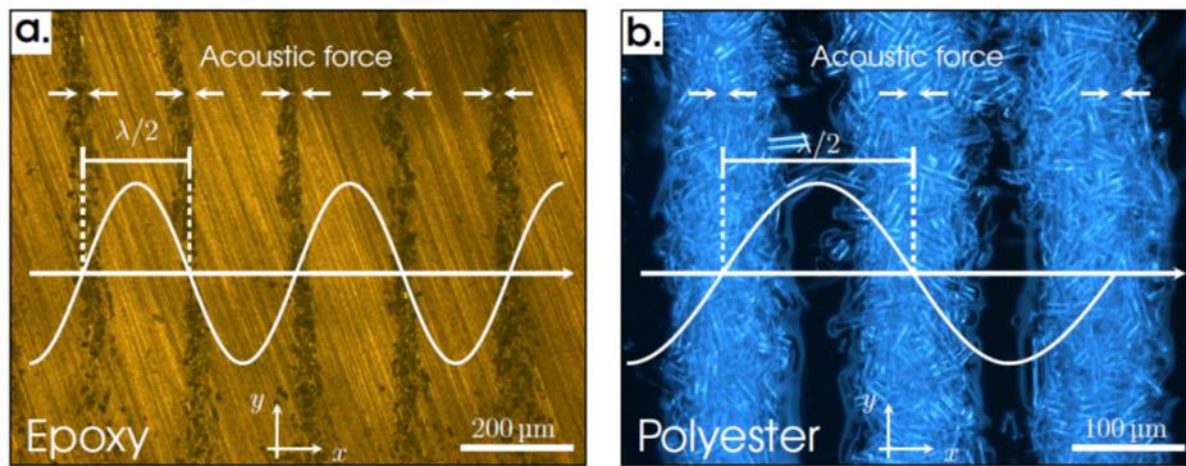 a.
Acoustic force
λ/2
y
x
Epoxy
200 µm
b.
Acoustic force
λ/2
y
x
Polyester
100 µm